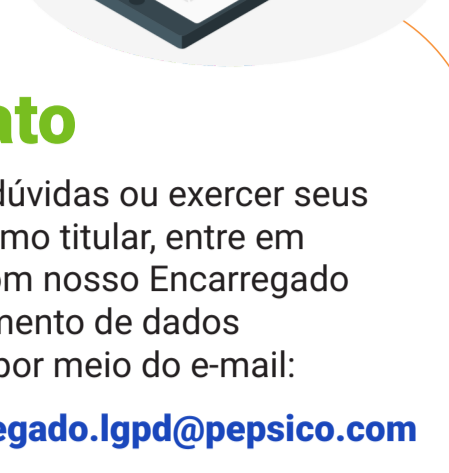 ato
dúvidas ou exercer seus
mo titular, entre em
om nosso Encarregado
mento de dados
por meio do e-mail:
egado.lgpd@pepsico.com